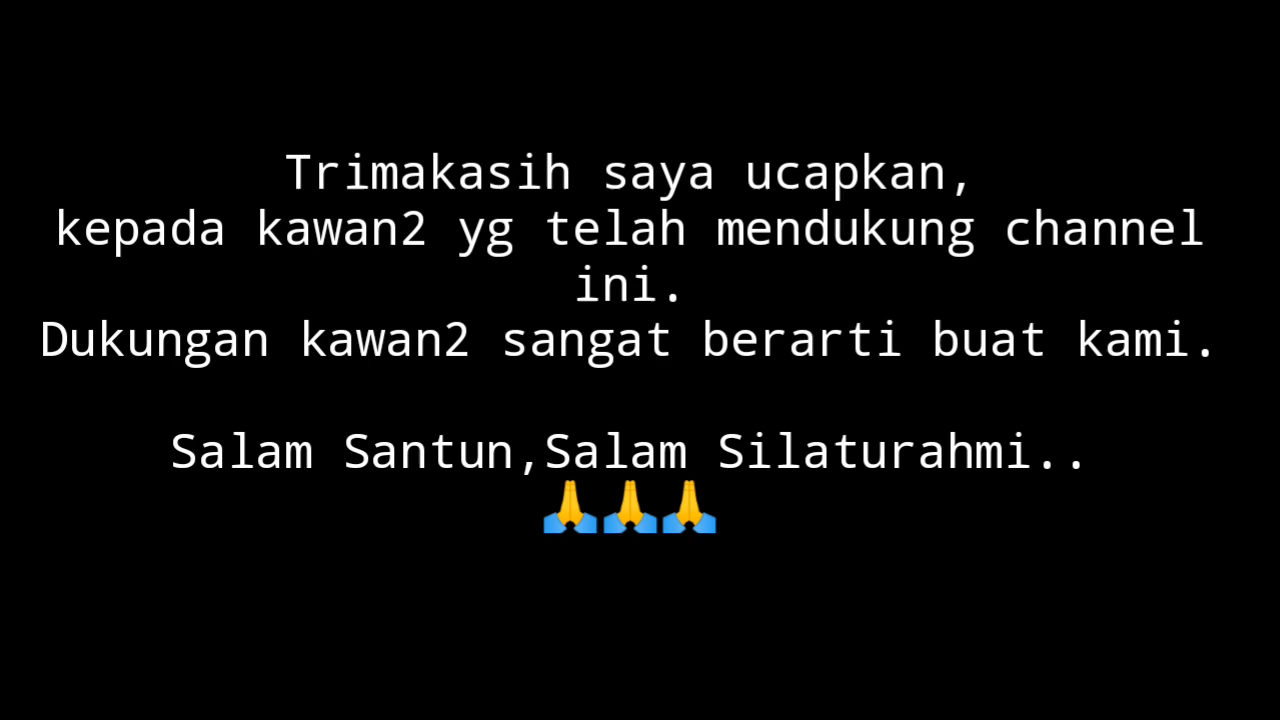 Trimakasih saya ucapkan,
kepada kawan2 yg telah mendukung channel
ini.
Dukungan kawan2 sangat berarti buat kami.
Salam Santun,Salam Silaturahmi..
🙏🙏🙏